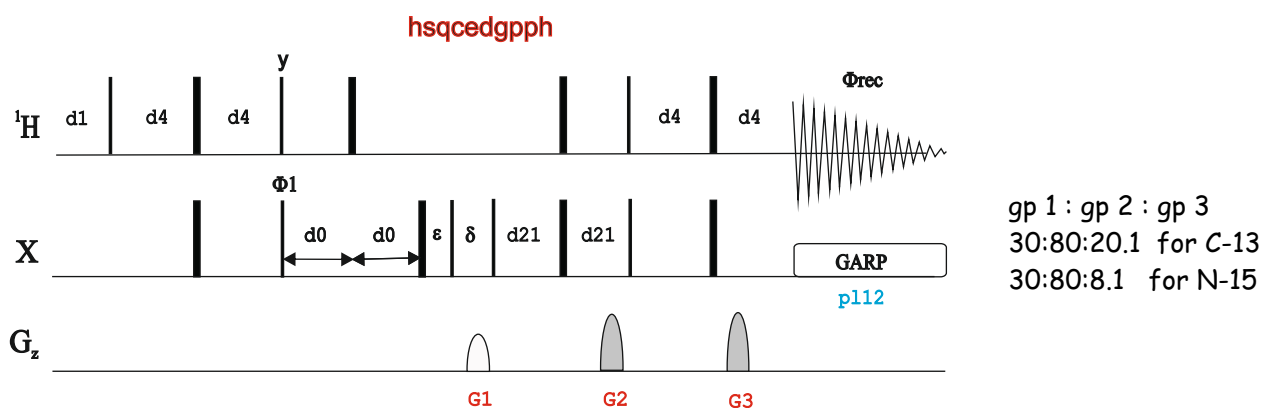 hsqcedgpph
y
Φrec
¹H d1 d4 d4 d4 d4
Φ1
X d0 d0 ε δ d21 d21 GARP
pl12
Gz
G1 G2 G3
gp 1 : gp 2 : gp 3
30:80:20.1 for C-13
30:80:8.1 for N-15